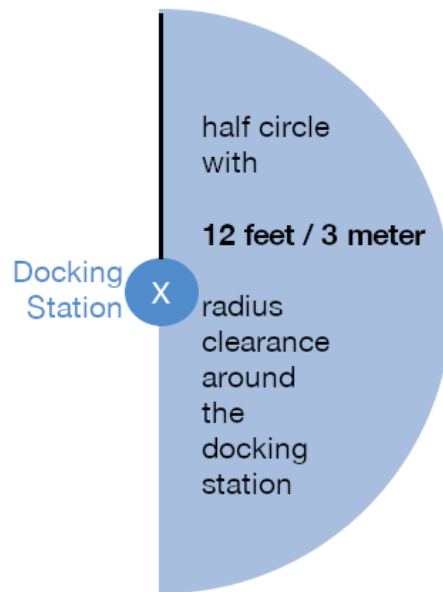 half circle
with
12 feet / 3 meter
Docking
Station
X
radius
clearance
around
the
docking
station